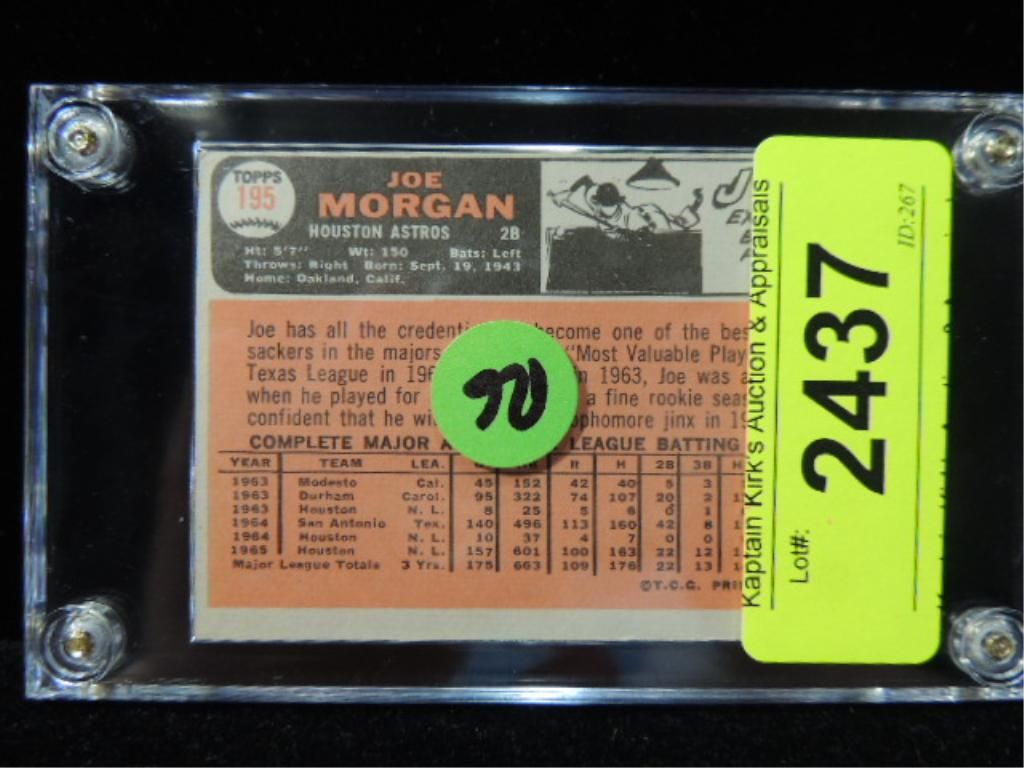 TOPPS
195
JOE
MORGAN
HOUSTON ASTROS 2B
Ht: 5'7" Wt: 150 Bats: Left
Throws: Right Born: Sept. 19, 1943
Home: Oakland, Calif.
Joe has all the credenti become one of the bes
sackers in the majors "Most Valuable Play
Texas League in 196 n 1963, Joe was a
when he played for a fine rookie seas
confident that he wi ophomore jinx in 19
COMPLETE MAJOR A LEAGUE BATTING
YEAR TEAM LEA. R H 2B 3B H
1963 Modesto Cal. 45 152 42 40 5 3
1963 Durham Carol. 95 322 74 107 20 2 1
1963 Houston N. L. 8 25 5 6 0 1
1964 San Antonio Tex. 140 496 113 160 42 8 1
1964 Houston N. L. 10 37 4 7 0 0
1965 Houston N. L. 157 601 100 163 22 12 1
Major League Totals 3 Yrs. 175 663 109 176 22 13 1
©T.C.G. PRI
Kaptain Kirk's Auction & Appraisals
Lot#: 2437
ID:267